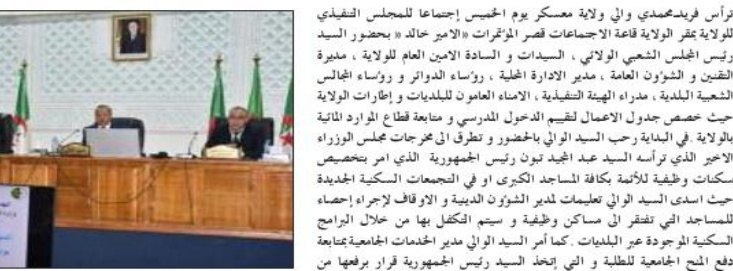 ترأس فريد محمدي والي ولاية معسكر يوم الخميس إجتماعا للمجلس التنفيذي
للولاية بمقر الولاية قاعة الاجتماعات قصر المؤتمرات «الامير خالد » بحضور السيد
رئيس المجلس الشعبي الولائي ، السيدات و السادة الامين العام للولاية ، مديرة
التقنين و الشؤون العامة ، مدير الادارة المحلية ، رؤساء الدوائر و رؤساء المجالس
الشعبية البلدية ، مدراء الهيئة التنفيذية ، الامناء العامون للبلديات و إطارات الولاية
حيث خصص جدول الاعمال لتقييم الدخول المدرسي و متابعة قطاع الموارد المائية
بالولاية .في البداية رحب السيد الوالي بالحضور و تطرق الى مخرجات مجلس الوزراء
الاخير الذي ترأسه السيد عبد المجيد تبون رئيس الجمهورية الذي امر بتخصيص
سكنات وظيفية للأئمة بكافة المساجد الكبرى او في التجمعات السكنية الجديدة
حيث اسدى السيد الوالي تعليمات لمدير الشؤون الدينية و الاوقاف لإجراء إحصاء
للمساجد التي تفتقر الى مساكن وظيفية و سيتم التكفل بها من خلال البرامج
السكنية الموجودة عبر البلديات .كما أمر السيد الوالي مدير الخدمات الجامعية بمتابعة
دفع المنح الجامعية للطلبة و التي إتخذ السيد رئيس الجمهورية قرار برفعها من